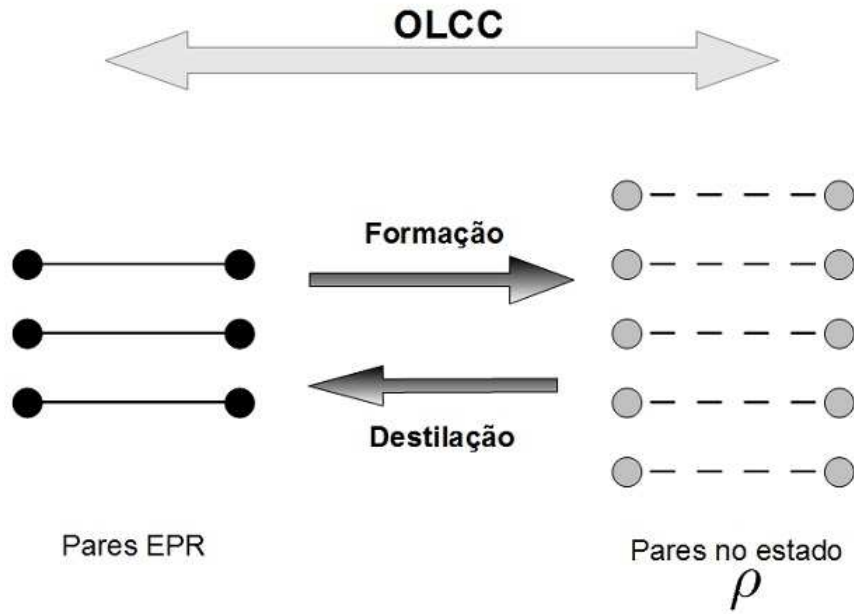 OLCC
Formação
Destilação
Pares EPR
Pares no estado
ρ